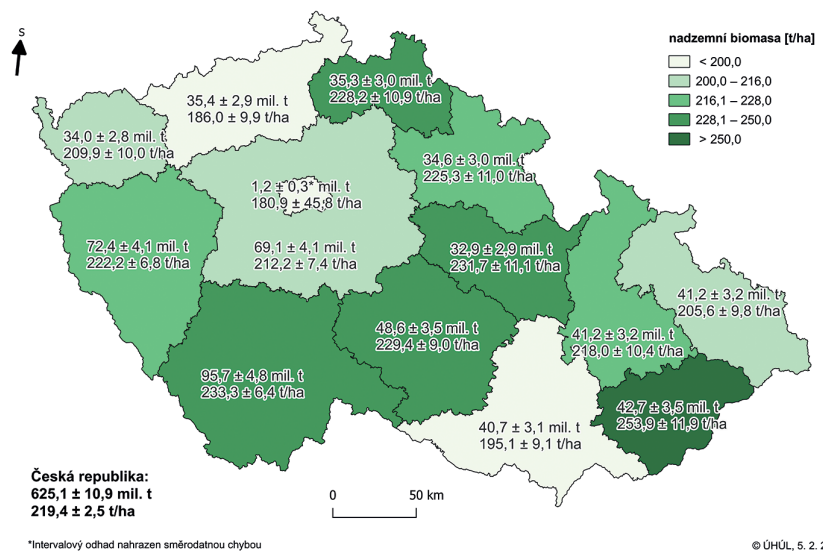 S
nadzemní biomasa [t/ha]
< 200,0
200,0 – 216,0
216,1 – 228,0
228,1 – 250,0
> 250,0
35,3 ± 3,0 mil. t
228,2 ± 10,9 t/ha
35,4 ± 2,9 mil. t
186,0 ± 9,9 t/ha
34,0 ± 2,8 mil. t
209,9 ± 10,0 t/ha
34,6 ± 3,0 mil. t
225,3 ± 11,0 t/ha
1,2 ± 0,3* mil. t
180,9 ± 45,8 t/ha
72,4 ± 4,1 mil. t
222,2 ± 6,8 t/ha
69,1 ± 4,1 mil. t
212,2 ± 7,4 t/ha
32,9 ± 2,9 mil. t
231,7 ± 11,1 t/ha
41,2 ± 3,2 mil. t
205,6 ± 9,8 t/ha
48,6 ± 3,5 mil. t
229,4 ± 9,0 t/ha
41,2 ± 3,2 mil. t
218,0 ± 10,4 t/ha
95,7 ± 4,8 mil. t
233,3 ± 6,4 t/ha
42,7 ± 3,5 mil. t
253,9 ± 11,9 t/ha
40,7 ± 3,1 mil. t
195,1 ± 9,1 t/ha
Česká republika:
625,1 ± 10,9 mil. t
219,4 ± 2,5 t/ha
0 50 km
*Intervalový odhad nahrazen směrodatnou chybou
© ÚHÚL, 5. 2.